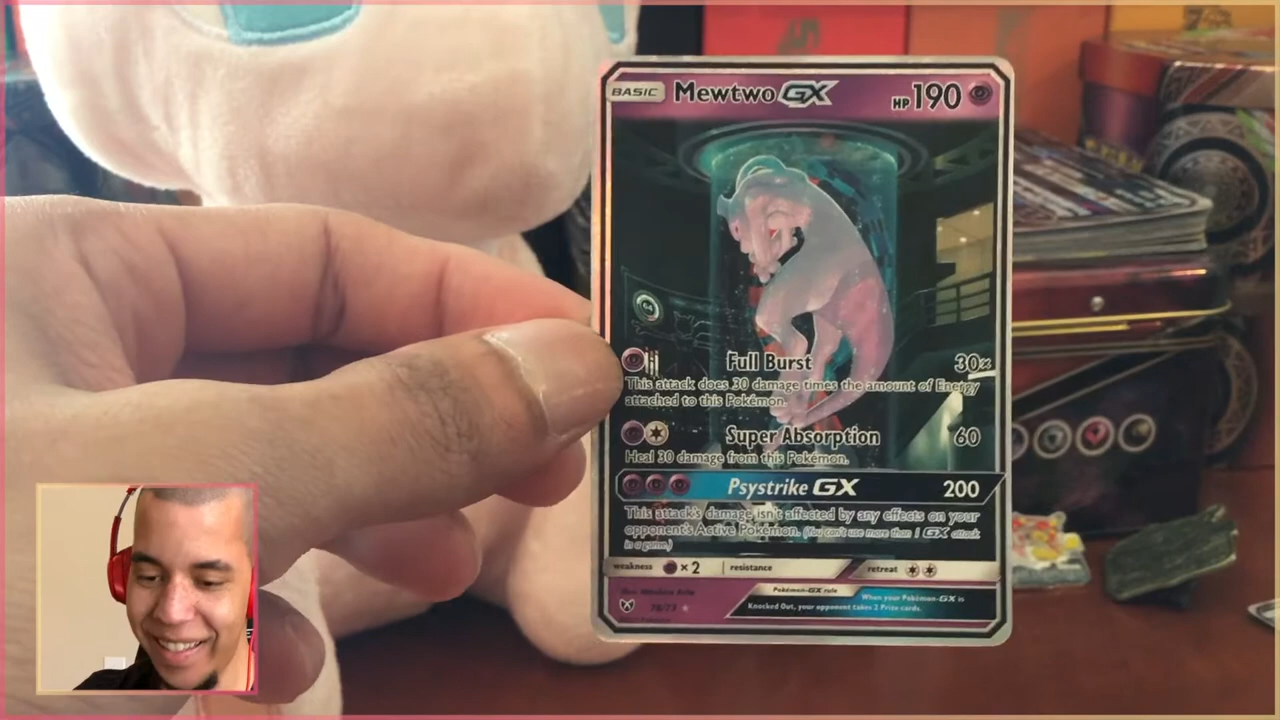 BASIC Mewtwo GX HP 190
Full Burst 30×
This attack does 30 damage times the amount of Energy
attached to this Pokémon.
Super Absorption 60
Heal 30 damage from this Pokémon.
Psystrike GX 200
This attack's damage isn't affected by any effects on your
opponent's Active Pokémon. (You can't use more than 1 GX attack
in a game.)
weakness ×2 resistance retreat
Pokémon-GX rule
When your Pokémon-GX is
Knocked Out, your opponent takes 2 Prize cards.